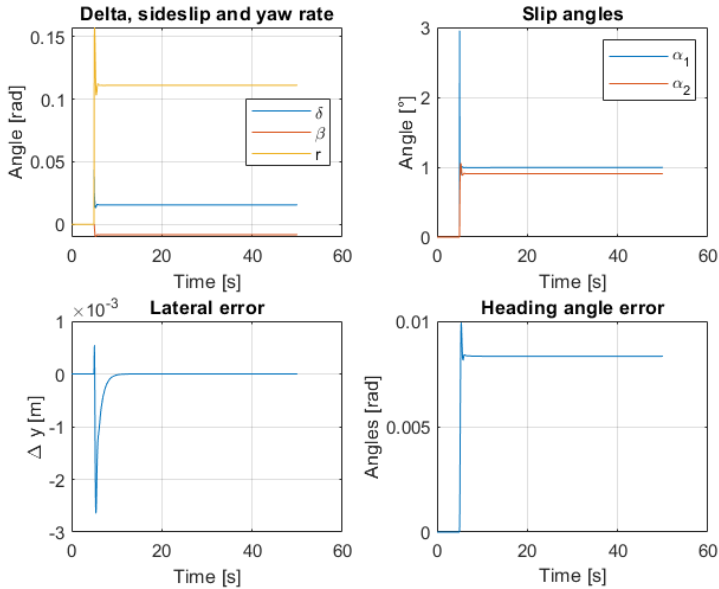 Delta, sideslip and yaw rate
0.15
0.1
0.05
0
Angle [rad]
δ
β
r
0
20
40
60
Time [s]
Slip angles
3
2
1
0
Angle [°]
α1
α2
0
20
40
60
Time [s]
×10^-3
Lateral error
1
0
-1
-2
-3
Δ y [m]
0
20
40
60
Time [s]
Heading angle error
0.01
0.005
0
Angles [rad]
0
20
40
60
Time [s]